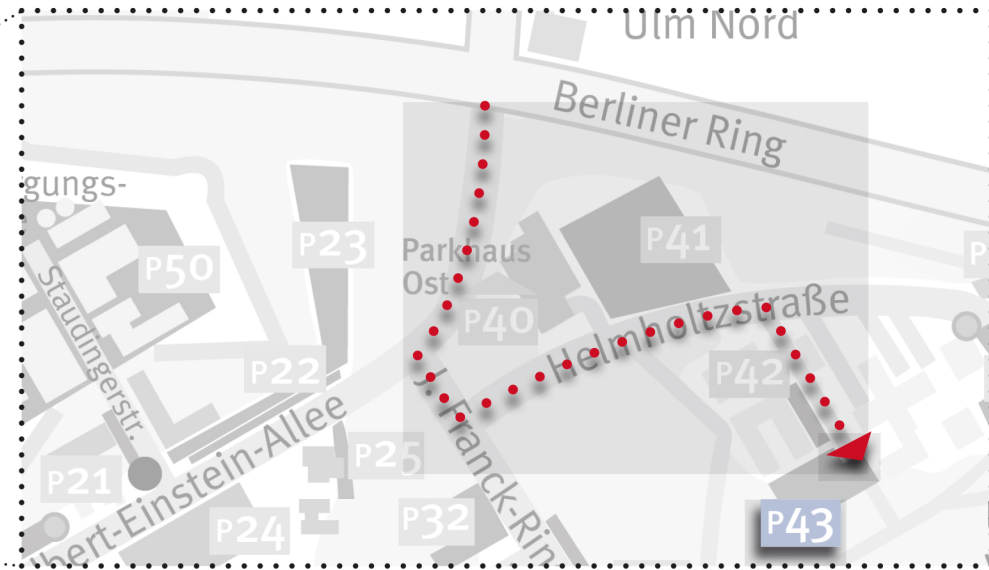 Ulm Nord
Berliner Ring
gungs-
P50
P23
Parkhaus
Ost
P41
Staudingerstr.
P40
Helmholtzstraße
P22
P42
J. Franck-Rin
bert-Einstein-Allee
P25
P21
P24
P32
P43
P